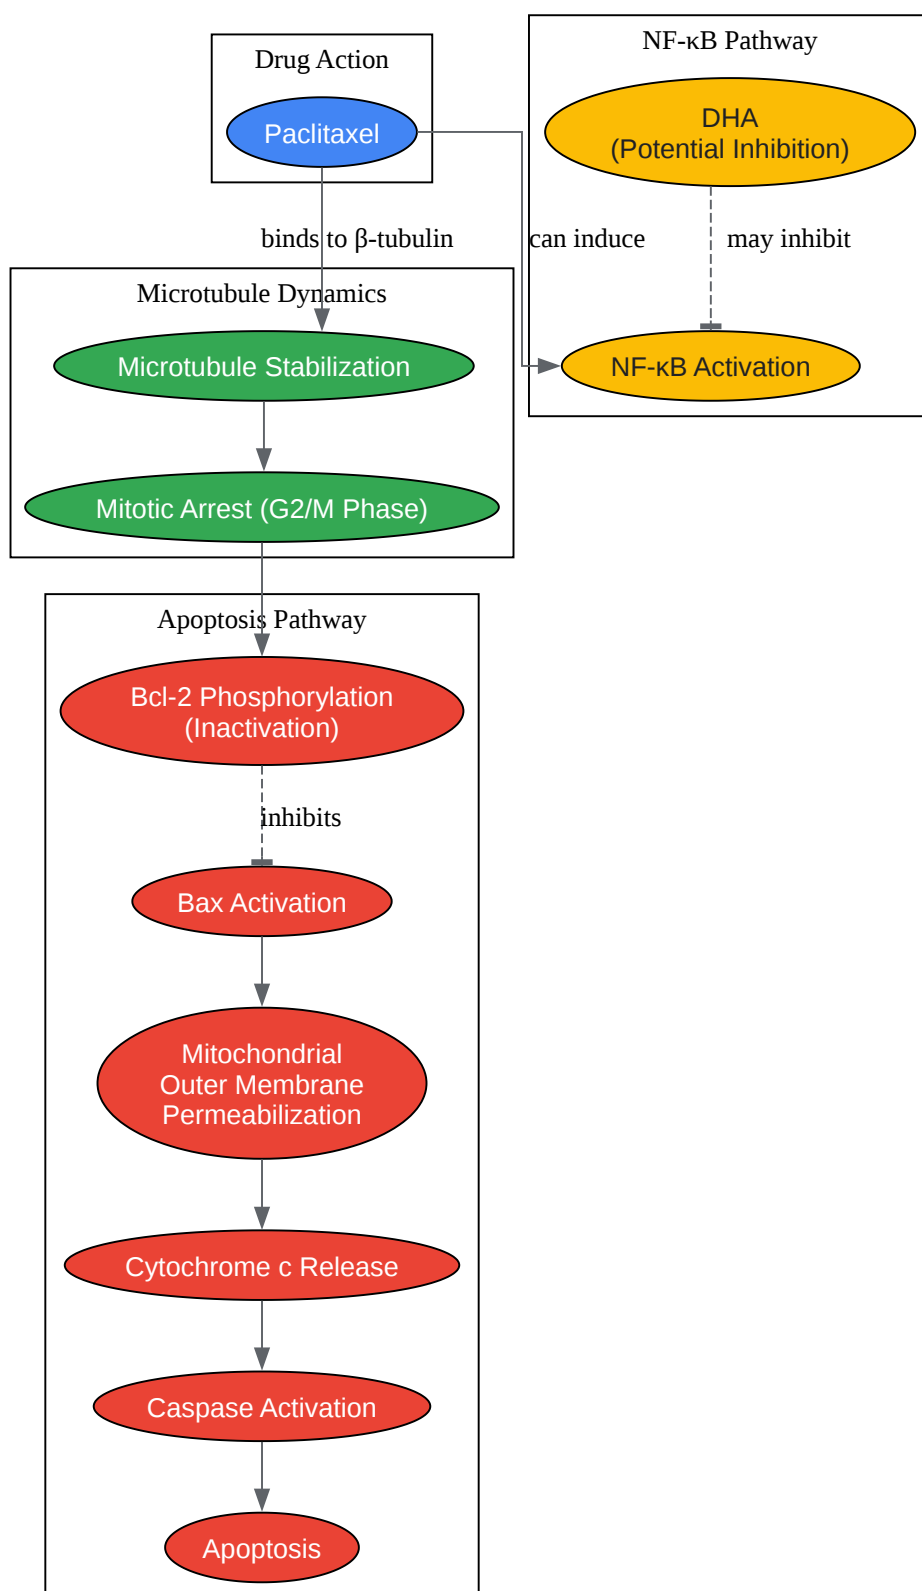 Drug Action
Paclitaxel
NF-κB Pathway
DHA
(Potential Inhibition)
binds to β-tubulin
can induce
may inhibit
Microtubule Dynamics
Microtubule Stabilization
NF-κB Activation
Mitotic Arrest (G2/M Phase)
Apoptosis Pathway
Bcl-2 Phosphorylation
(Inactivation)
inhibits
Bax Activation
Mitochondrial
Outer Membrane
Permeabilization
Cytochrome c Release
Caspase Activation
Apoptosis